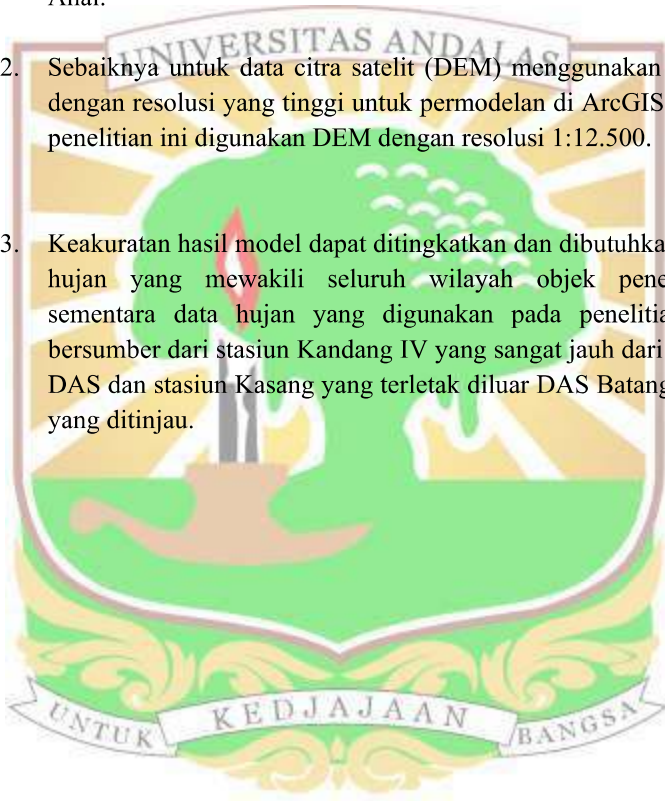 UNIVERSITAS ANDALAS
2. Sebaiknya untuk data citra satelit (DEM) menggunakan
dengan resolusi yang tinggi untuk permodelan di ArcGIS
penelitian ini digunakan DEM dengan resolusi 1:12.500.
3. Keakuratan hasil model dapat ditingkatkan dan dibutuhka
hujan yang mewakili seluruh wilayah objek pene
sementara data hujan yang digunakan pada penelitia
bersumber dari stasiun Kandang IV yang sangat jauh dari
DAS dan stasiun Kasang yang terletak diluar DAS Batang
yang ditinjau.
UNTUK KEDJAJAAN BANGSA